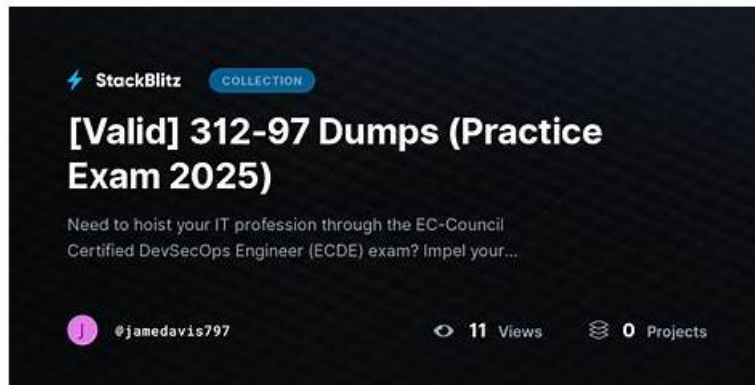 StackBlitz COLLECTION
[Valid] 312-97 Dumps (Practice
Exam 2025)
Need to hoist your IT profession through the EC-Council
Certified DevSecOps Engineer (ECDE) exam? Impel your...
J @jamedavis797 11 Views 0 Projects